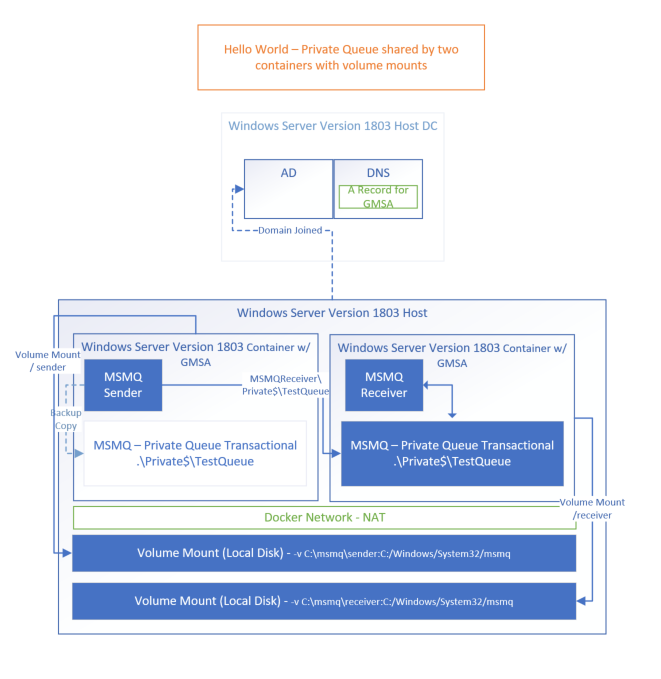 Hello World – Private Queue shared by two
containers with volume mounts
Windows Server Version 1803 Host DC
AD
DNS
A Record for
GMSA
Domain Joined
Windows Server Version 1803 Host
Volume Mount
/ sender
Windows Server Version 1803 Container w/
GMSA
MSMQ
Sender
Backup
Copy
MSMQ – Private Queue Transactional
.\Private$\TestQueue
MSMQReceiver\
Private$\TestQueue
Windows Server Version 1803 Container w/
GMSA
MSMQ
Receiver
MSMQ – Private Queue Transactional
.\Private$\TestQueue
Volume Mount
/receiver
Docker Network - NAT
Volume Mount (Local Disk) - -v C:\msmq\sender:C:/Windows/System32/msmq
Volume Mount (Local Disk) - -v C:\msmq\receiver:C:/Windows/System32/msmq